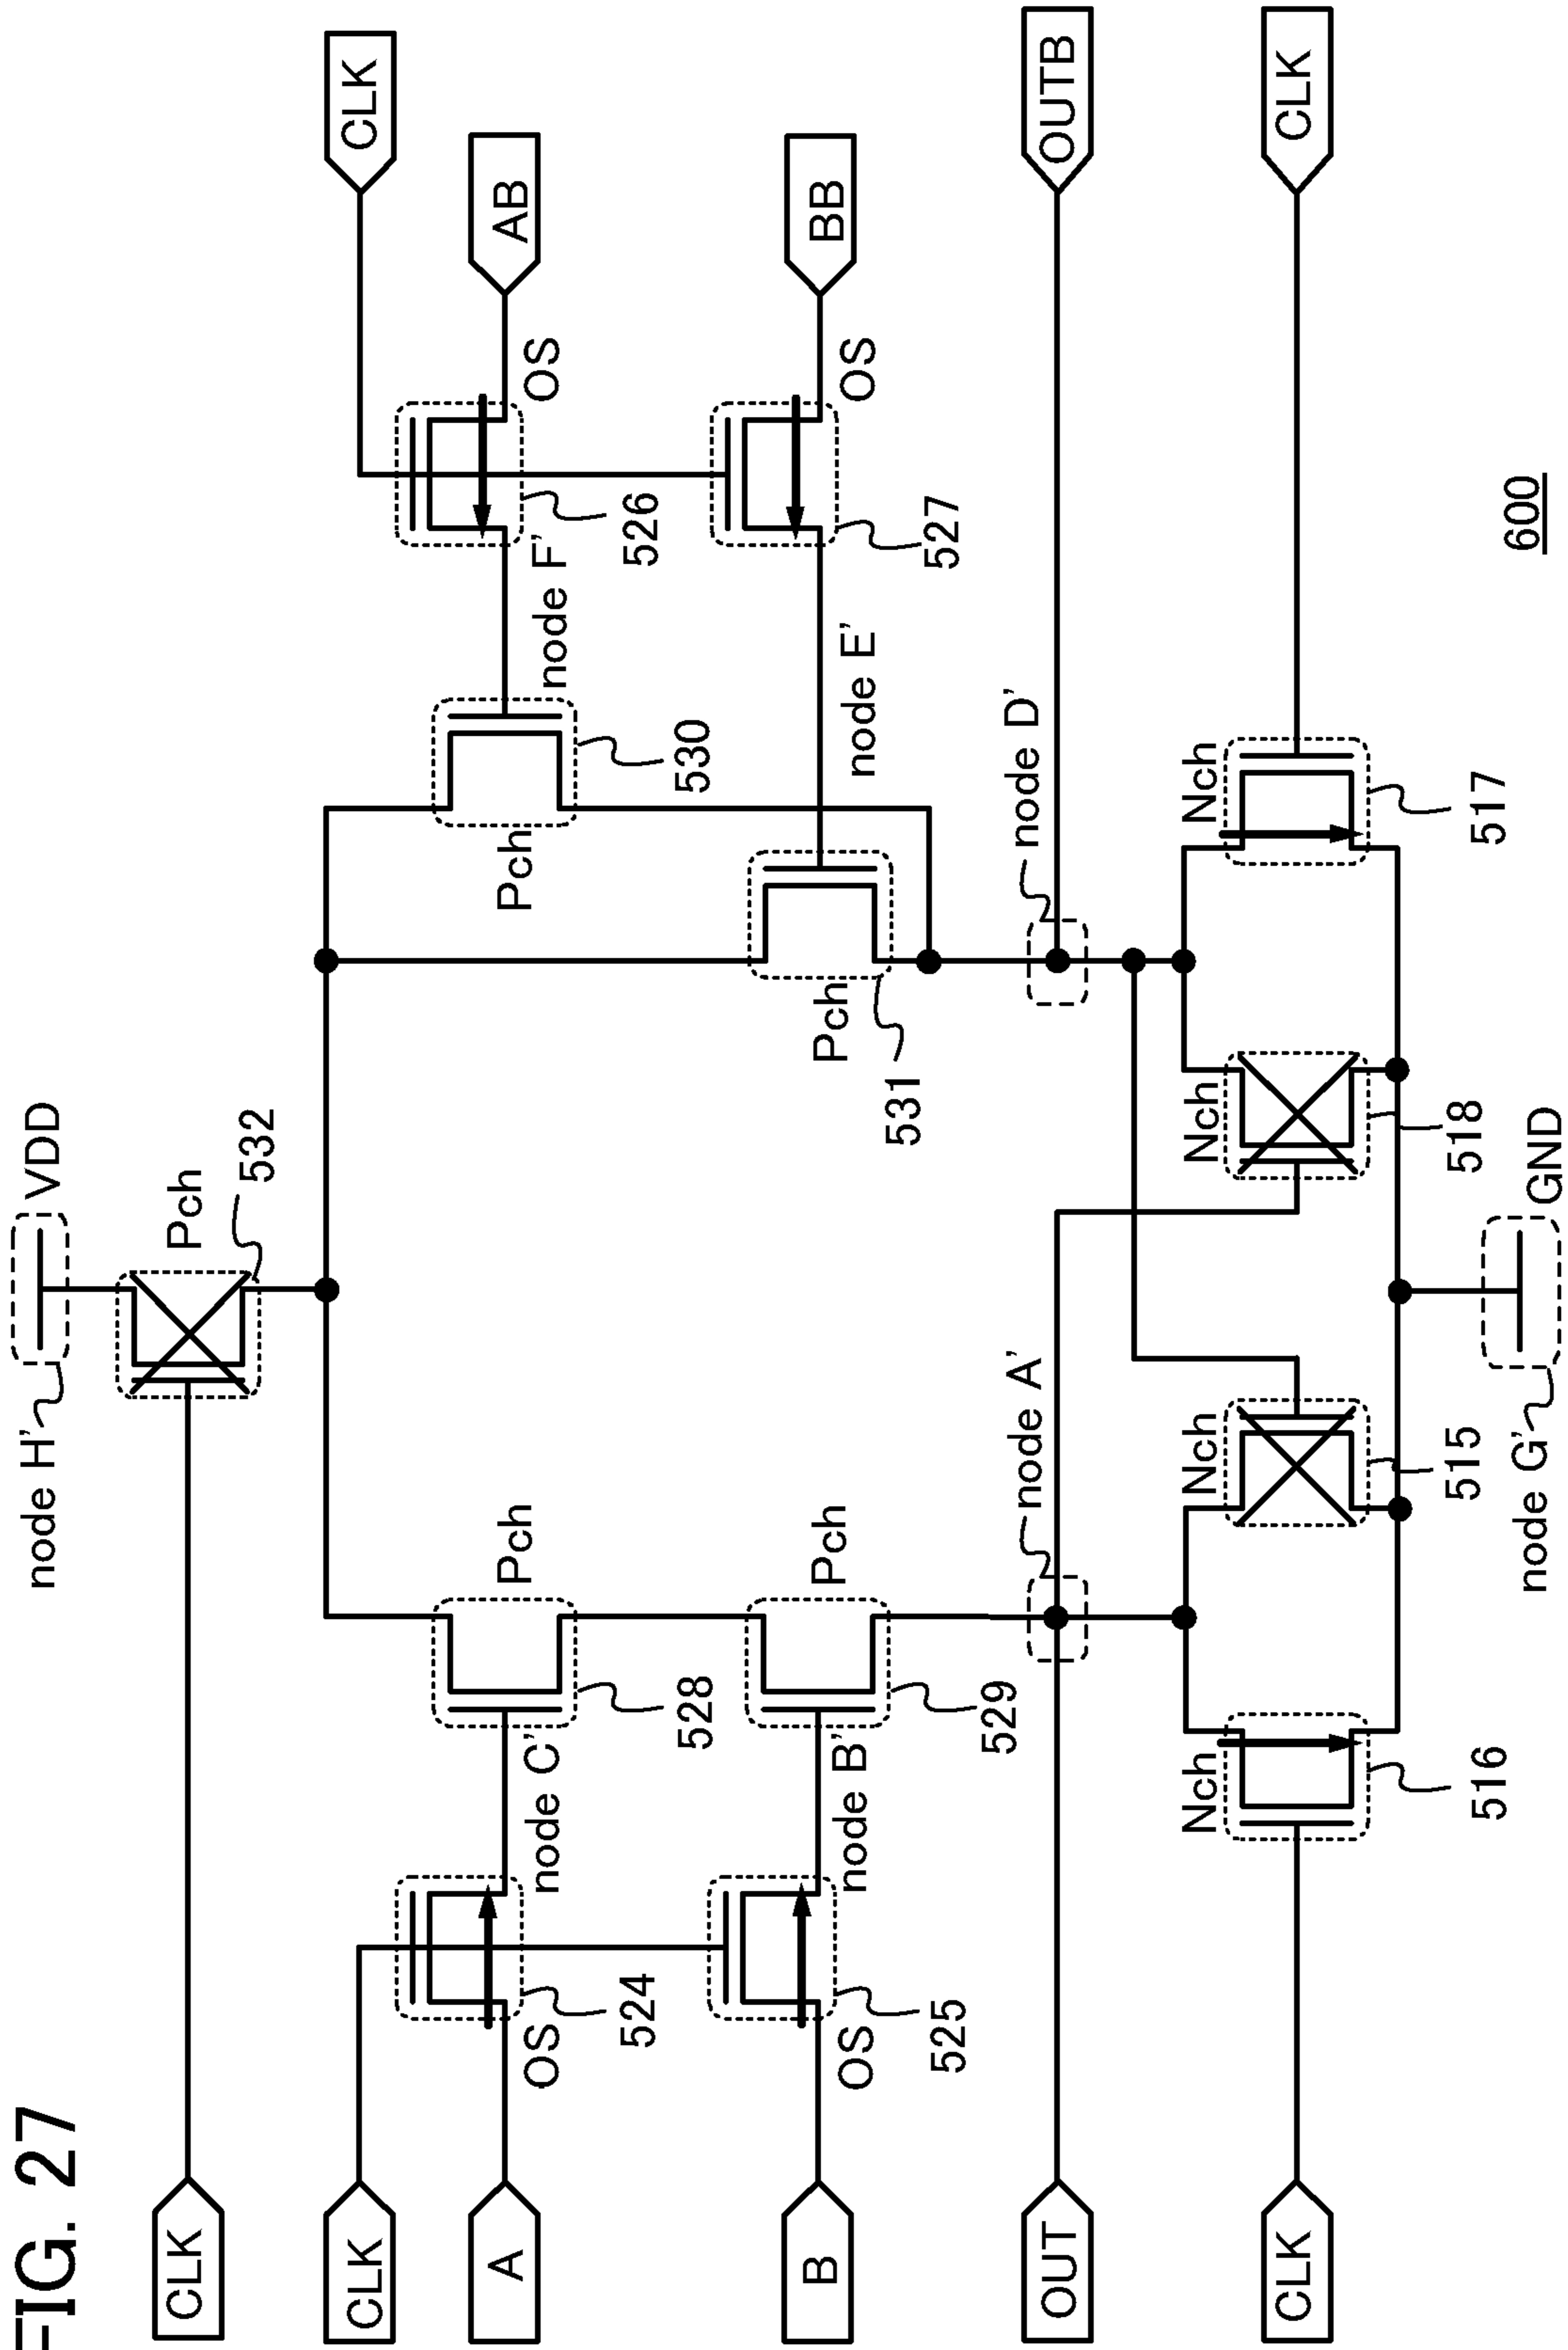 FIG. 27
node H'
VDD
CLK
Pch
532
CLK
CLK
A
OS
524
node C'
528
Pch
Pch
530
node F'
526
OS
AB
B
OS
525
node B'
529
Pch
531
Pch
node E'
527
OS
BB
OUT
node A'
node D'
OUTB
CLK
Nch
516
Nch
515
Nch
518
Nch
517
CLK
node G'
GND
600